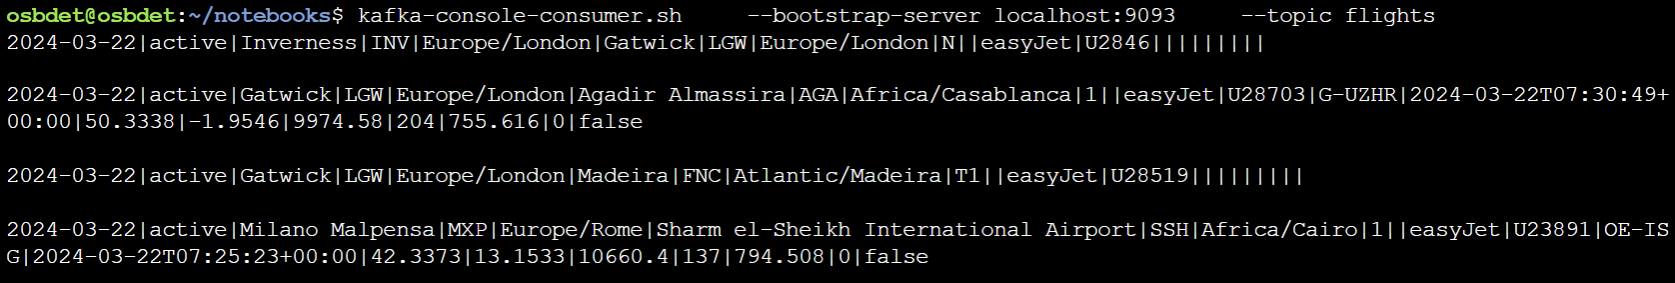 osbdet@osbdet:~/notebooks$ kafka-console-consumer.sh     --bootstrap-server localhost:9093     --topic flights
2024-03-22|active|Inverness|INV|Europe/London|Gatwick|LGW|Europe/London|N||easyJet|U2846|||||||||
2024-03-22|active|Gatwick|LGW|Europe/London|Agadir Almassira|AGA|Africa/Casablanca|1||easyJet|U28703|G-UZHR|2024-03-22T07:30:49+
00:00|50.3338|-1.9546|9974.58|204|755.616|0|false
2024-03-22|active|Gatwick|LGW|Europe/London|Madeira|FNC|Atlantic/Madeira|T1||easyJet|U28519|||||||||
2024-03-22|active|Milano Malpensa|MXP|Europe/Rome|Sharm el-Sheikh International Airport|SSH|Africa/Cairo|1||easyJet|U23891|OE-IS
G|2024-03-22T07:25:23+00:00|42.3373|13.1533|10660.4|137|794.508|0|false